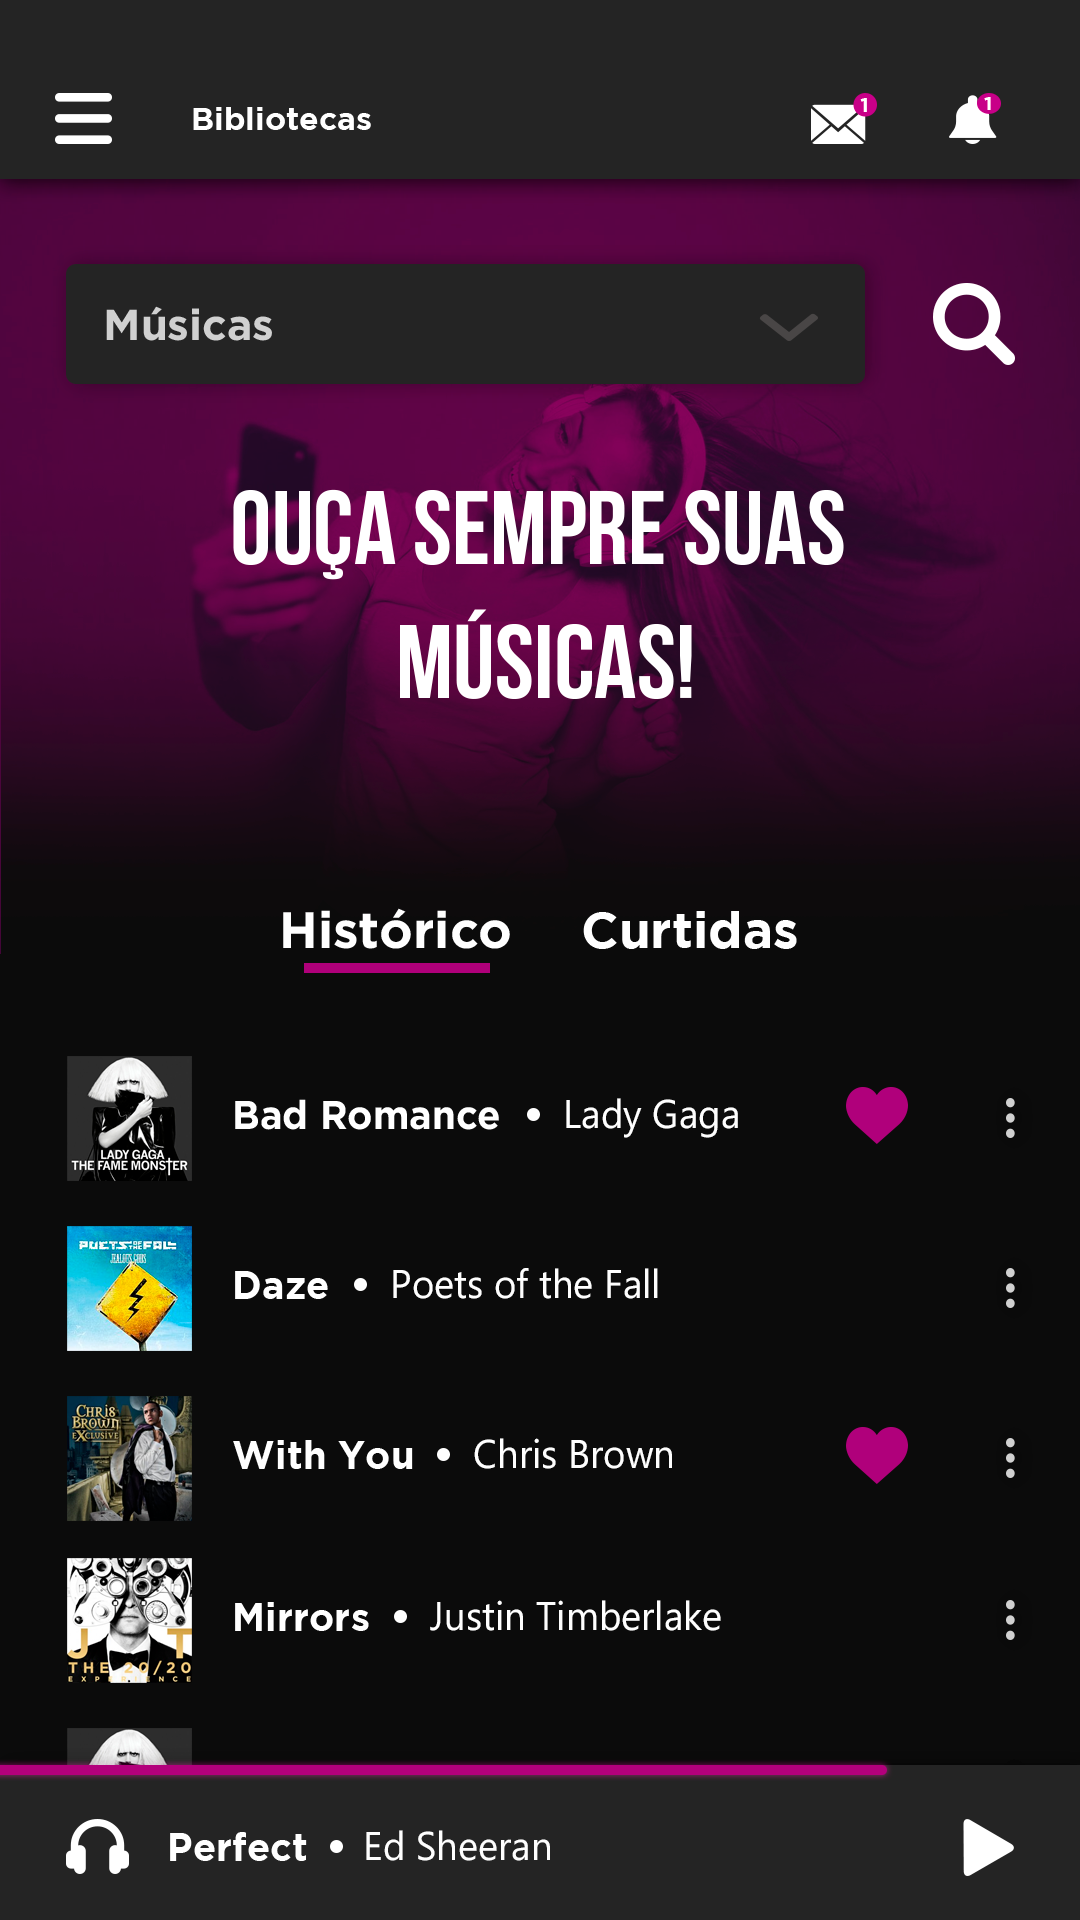 Bibliotecas
1
1
Músicas
OUÇA SEMPRE SUAS
MÚSICAS!
Histórico Curtidas
LADY GAGA
THE FAME MONSTER
Bad Romance • Lady Gaga
POETS OF THE FALL
JEALOUS GODS
Daze • Poets of the Fall
CHRIS
BROWN
EXCLUSIVE
With You • Chris Brown
J T
THE 20/20
EXPERIENCE
Mirrors • Justin Timberlake
Perfect • Ed Sheeran